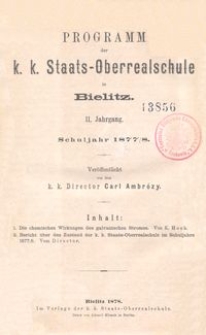 PROGRAMM
der
k. k. Staats-Oberrealschule
in
Bielitz.
13856
II. Jahrgang.
Schuljahr 1877/8.
Veröffentlicht
von dem
k. k. Director Carl Ambrózy.
Inhalt:
1. Die chemischen Wirkungen des galvanischen Stromes. Von
2. Bericht über den Zustand der k. k. Staats-Oberrealschule im Schuljahre
1877/8. Vom Director.
Bielitz 1878.
Im Verlage der k. k. Staats-Oberrealschule